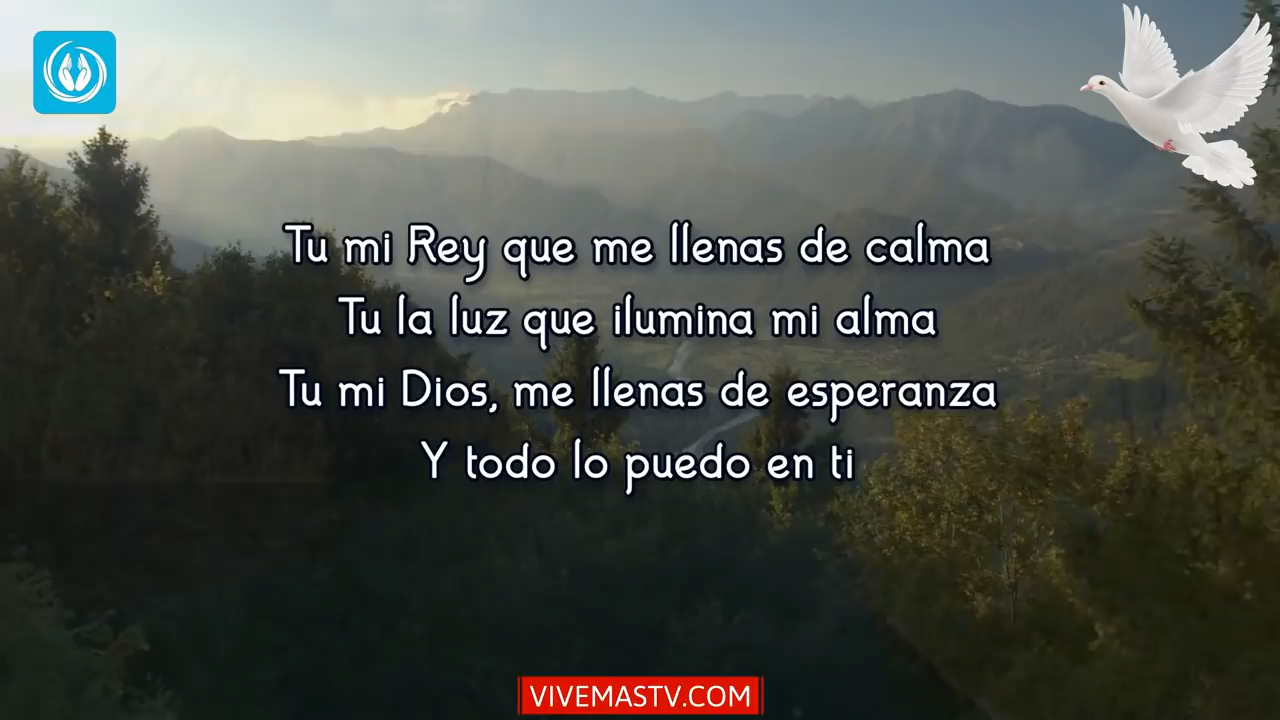 Tu mi Rey que me llenas de calma
Tu la luz que ilumina mi alma
Tu mi Dios, me llenas de esperanza
Y todo lo puedo en ti
VIVEMASTV.COM